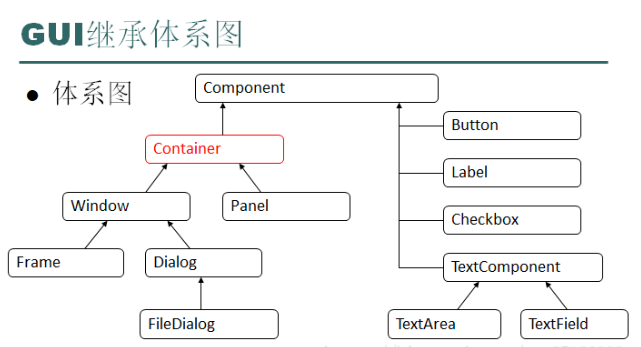 GUI继承体系图
● 体系图
Component
Button
Container
Label
Window
Panel
Checkbox
Frame
Dialog
TextComponent
FileDialog
TextArea
TextField